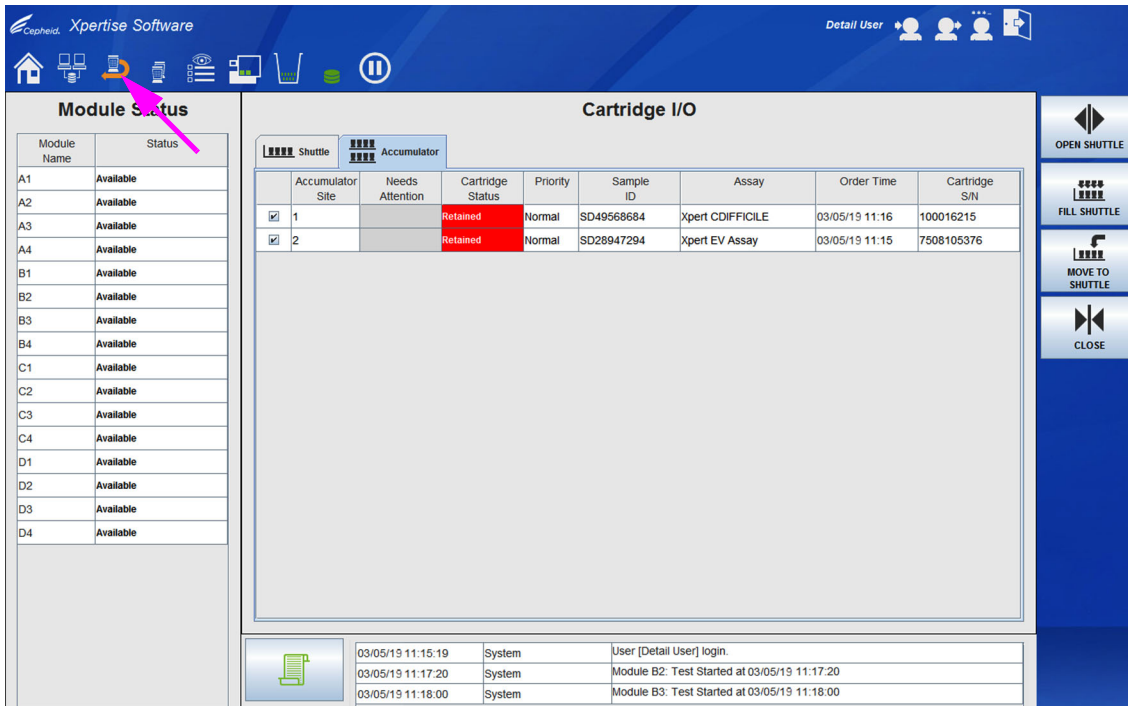 Cepheid. Xpertise Software
Detail User
Module Status
Module Name Status
A1 Available
A2 Available
A3 Available
A4 Available
B1 Available
B2 Available
B3 Available
B4 Available
C1 Available
C2 Available
C3 Available
C4 Available
D1 Available
D2 Available
D3 Available
D4 Available
Cartridge I/O
Shuttle Accumulator
Accumulator Site Needs Attention Cartridge Status Priority Sample ID Assay Order Time Cartridge S/N
1 Retained Normal SD49568684 Xpert CDIFFICILE 03/05/19 11:16 100016215
2 Retained Normal SD28947294 Xpert EV Assay 03/05/19 11:15 7508105376
03/05/19 11:15:19 System User [Detail User] login.
03/05/19 11:17:20 System Module B2: Test Started at 03/05/19 11:17:20
03/05/19 11:18:00 System Module B3: Test Started at 03/05/19 11:18:00
OPEN SHUTTLE
FILL SHUTTLE
MOVE TO
SHUTTLE
CLOSE